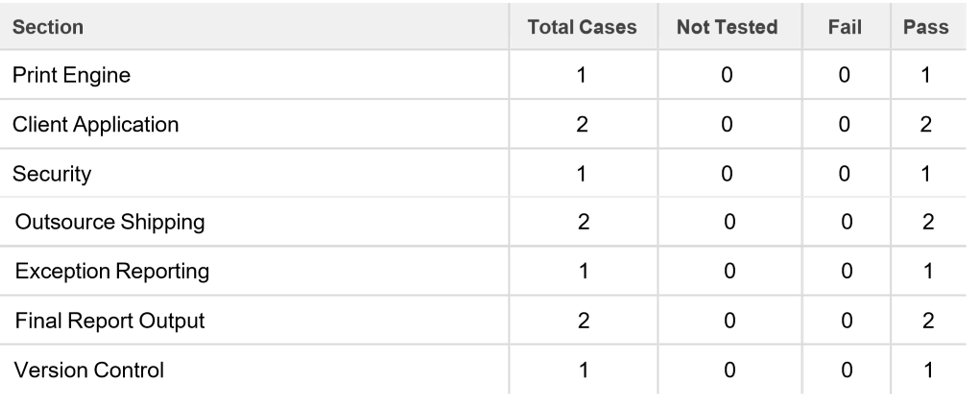 Section Total Cases Not Tested Fail Pass
Print Engine 1 0 0 1
Client Application 2 0 0 2
Security 1 0 0 1
Outsource Shipping 2 0 0 2
Exception Reporting 1 0 0 1
Final Report Output 2 0 0 2
Version Control 1 0 0 1